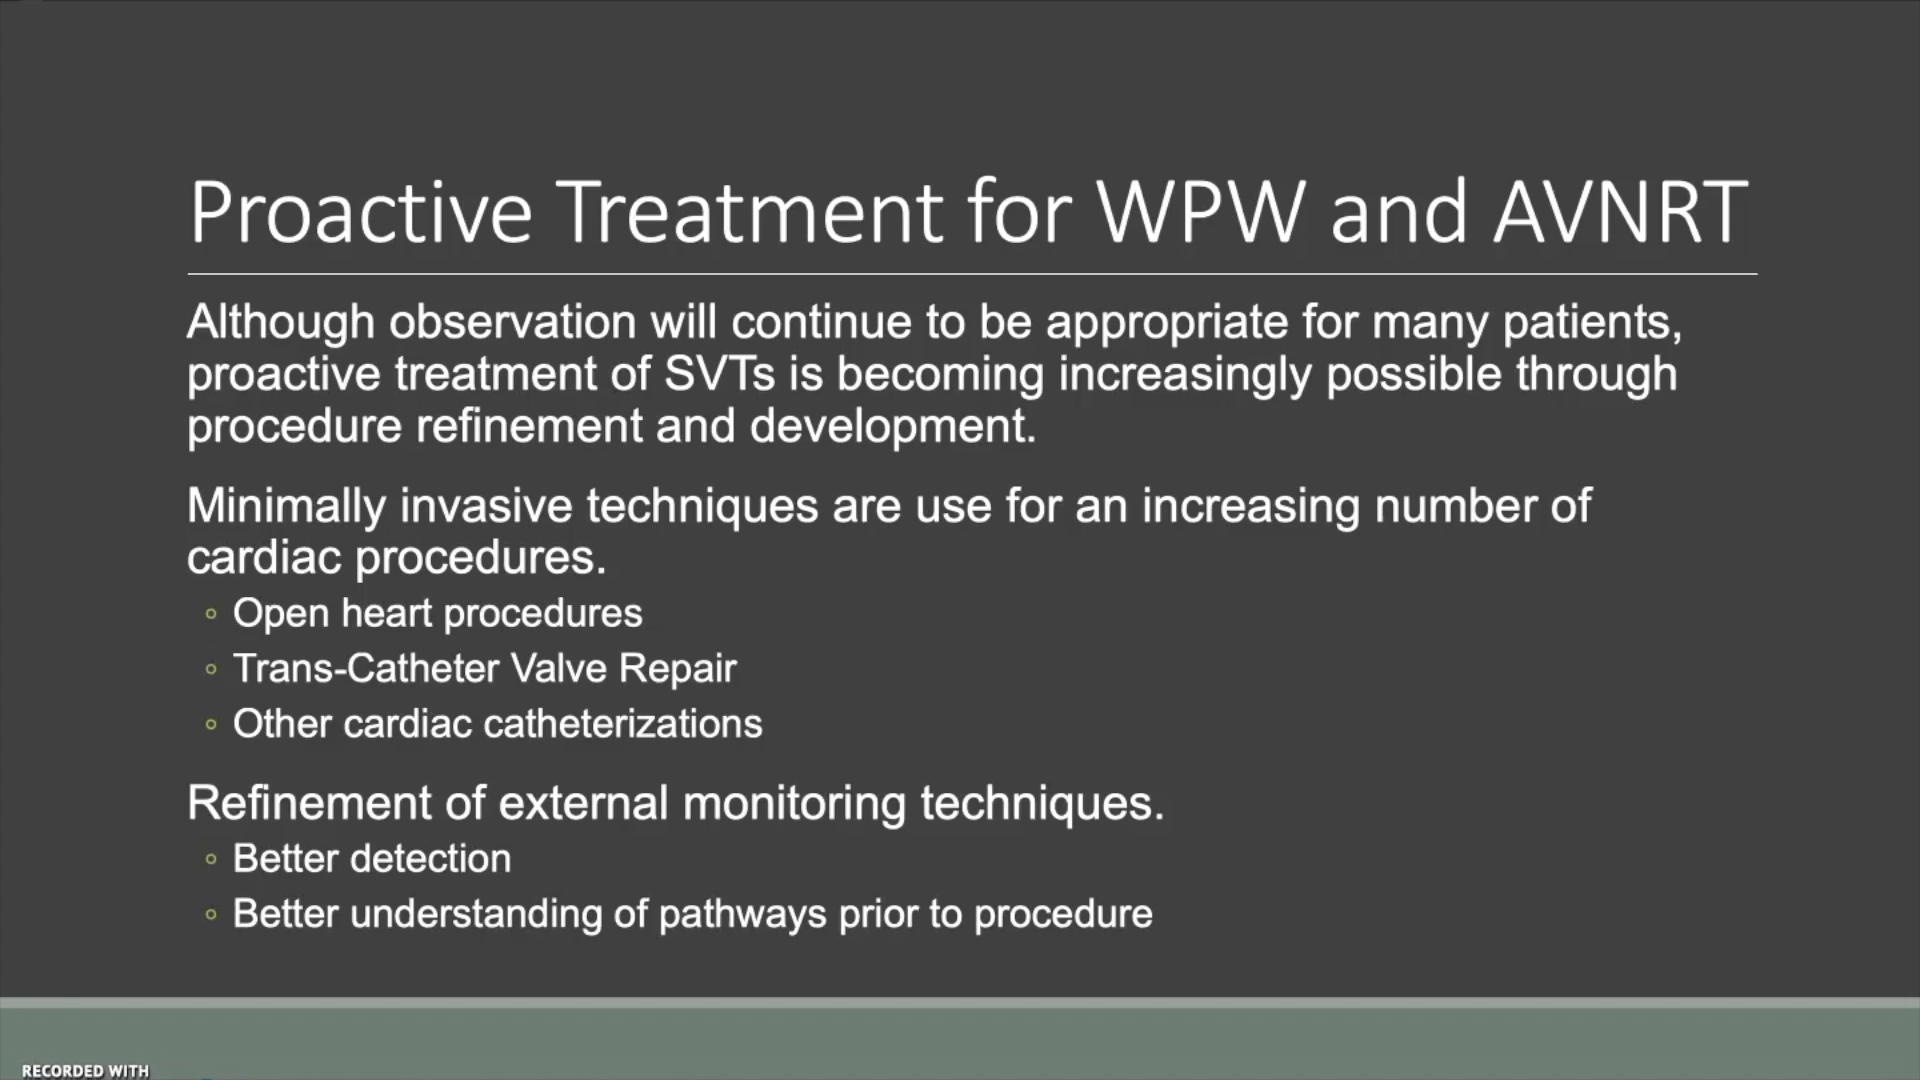 Proactive Treatment for WPW and AVNRT
Although observation will continue to be appropriate for many patients,
proactive treatment of SVTs is becoming increasingly possible through
procedure refinement and development.
Minimally invasive techniques are use for an increasing number of
cardiac procedures.
◦ Open heart procedures
◦ Trans-Catheter Valve Repair
◦ Other cardiac catheterizations
Refinement of external monitoring techniques.
◦ Better detection
◦ Better understanding of pathways prior to procedure
RECORDED WITH